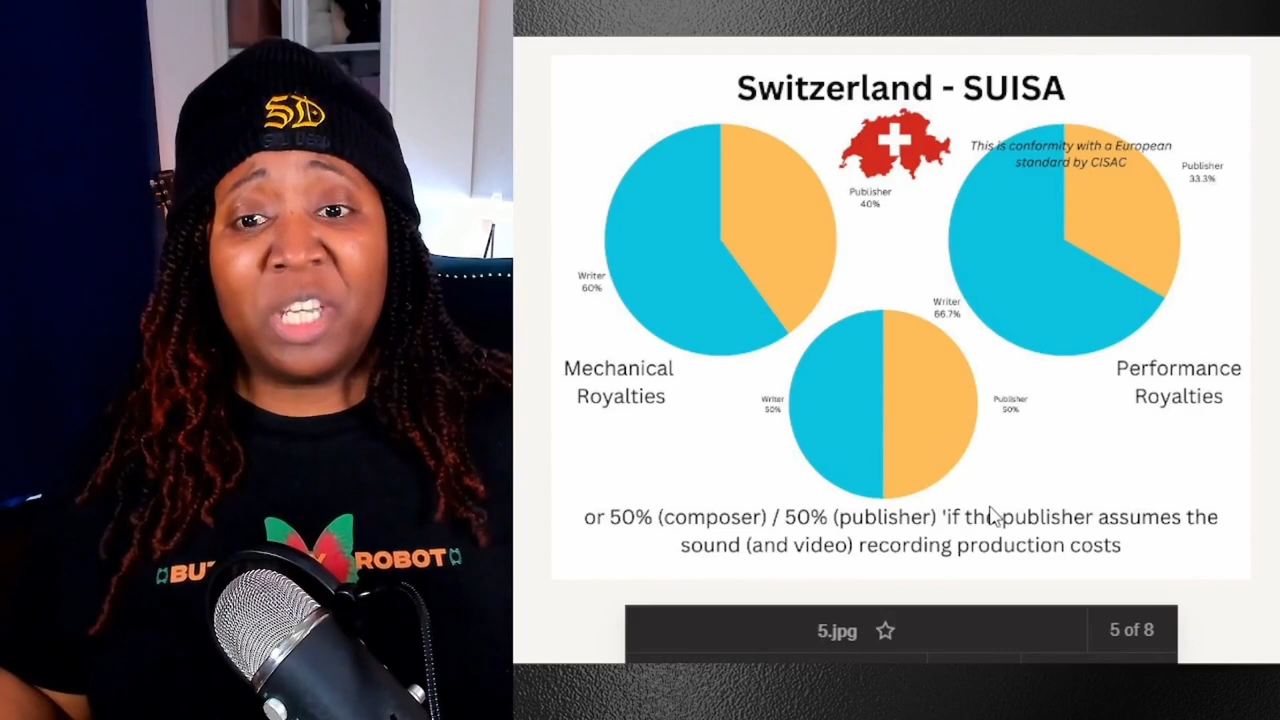 SD
BU
ROBOT
Switzerland - SUISA
This is conformity with a European
standard by CISAC
Publisher
40%
Publisher
33.3%
Writer
60%
Writer
66.7%
Mechanical
Royalties
Performance
Royalties
Writer
50%
Publisher
50%
or 50% (composer) / 50% (publisher) 'if the publisher assumes the
sound (and video) recording production costs
5.jpg
5 of 8